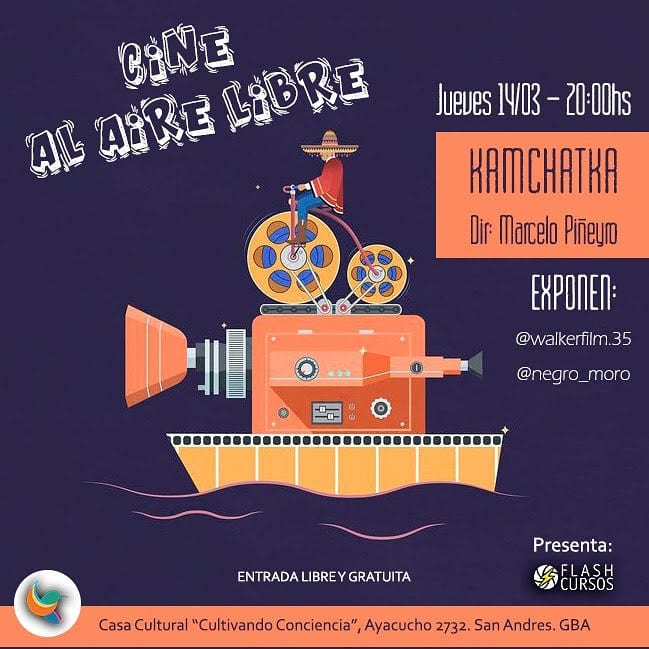 CiNE
AL AiRE LiBRE
Jueves 14/03 – 20:00hs
KAMCHATKA
Dir: Marcelo Piñeyro
EXPONEN:
@walkerfilm.35
@negro_moro
Presenta:
FLASH
CURSOS
ENTRADA LIBRE Y GRATUITA
Casa Cultural “Cultivando Conciencia”, Ayacucho 2732. San Andres. GBA